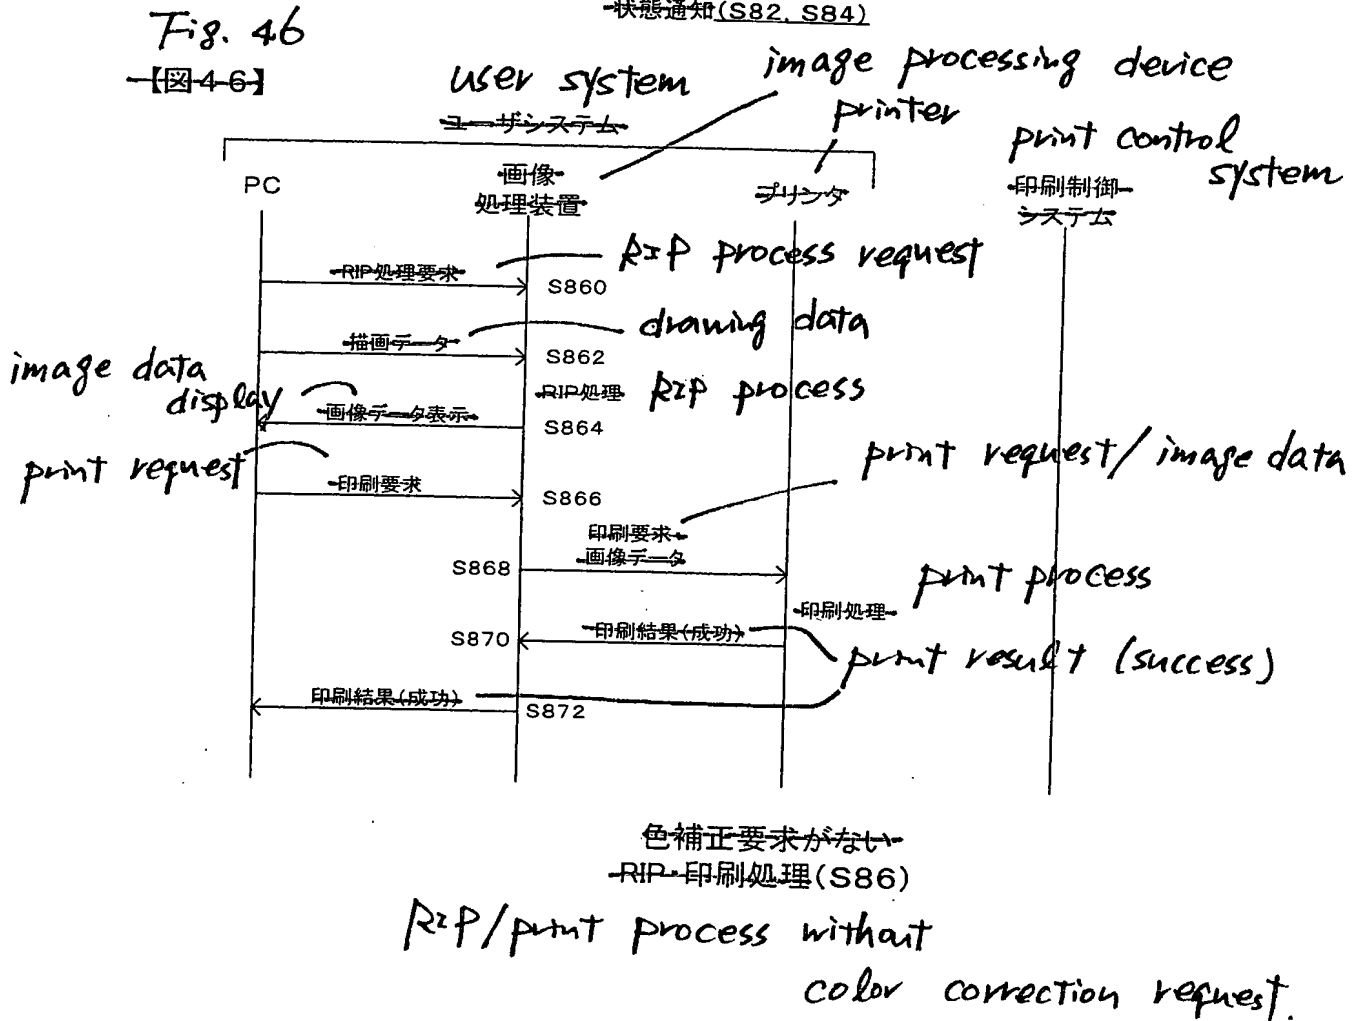 状態通知(S82, S84)
Fig. 46
【図46】
user system
image processing device
ユーザシステム
printer
print control
system
PC
画像
処理装置
プリンタ
印刷制御
システム
RIP処理要求
RIP process request
S860
描画データ
drawing data
S862
image data
display
画像データ表示
RIP処理
RIP process
S864
print request
印刷要求
S866
print request/image data
印刷要求
画像データ
S868
print process
印刷処理
S870
印刷結果(成功)
print result (success)
印刷結果(成功)
S872
色補正要求がない
RIP・印刷処理(S86)
RIP/print process without
color correction request.